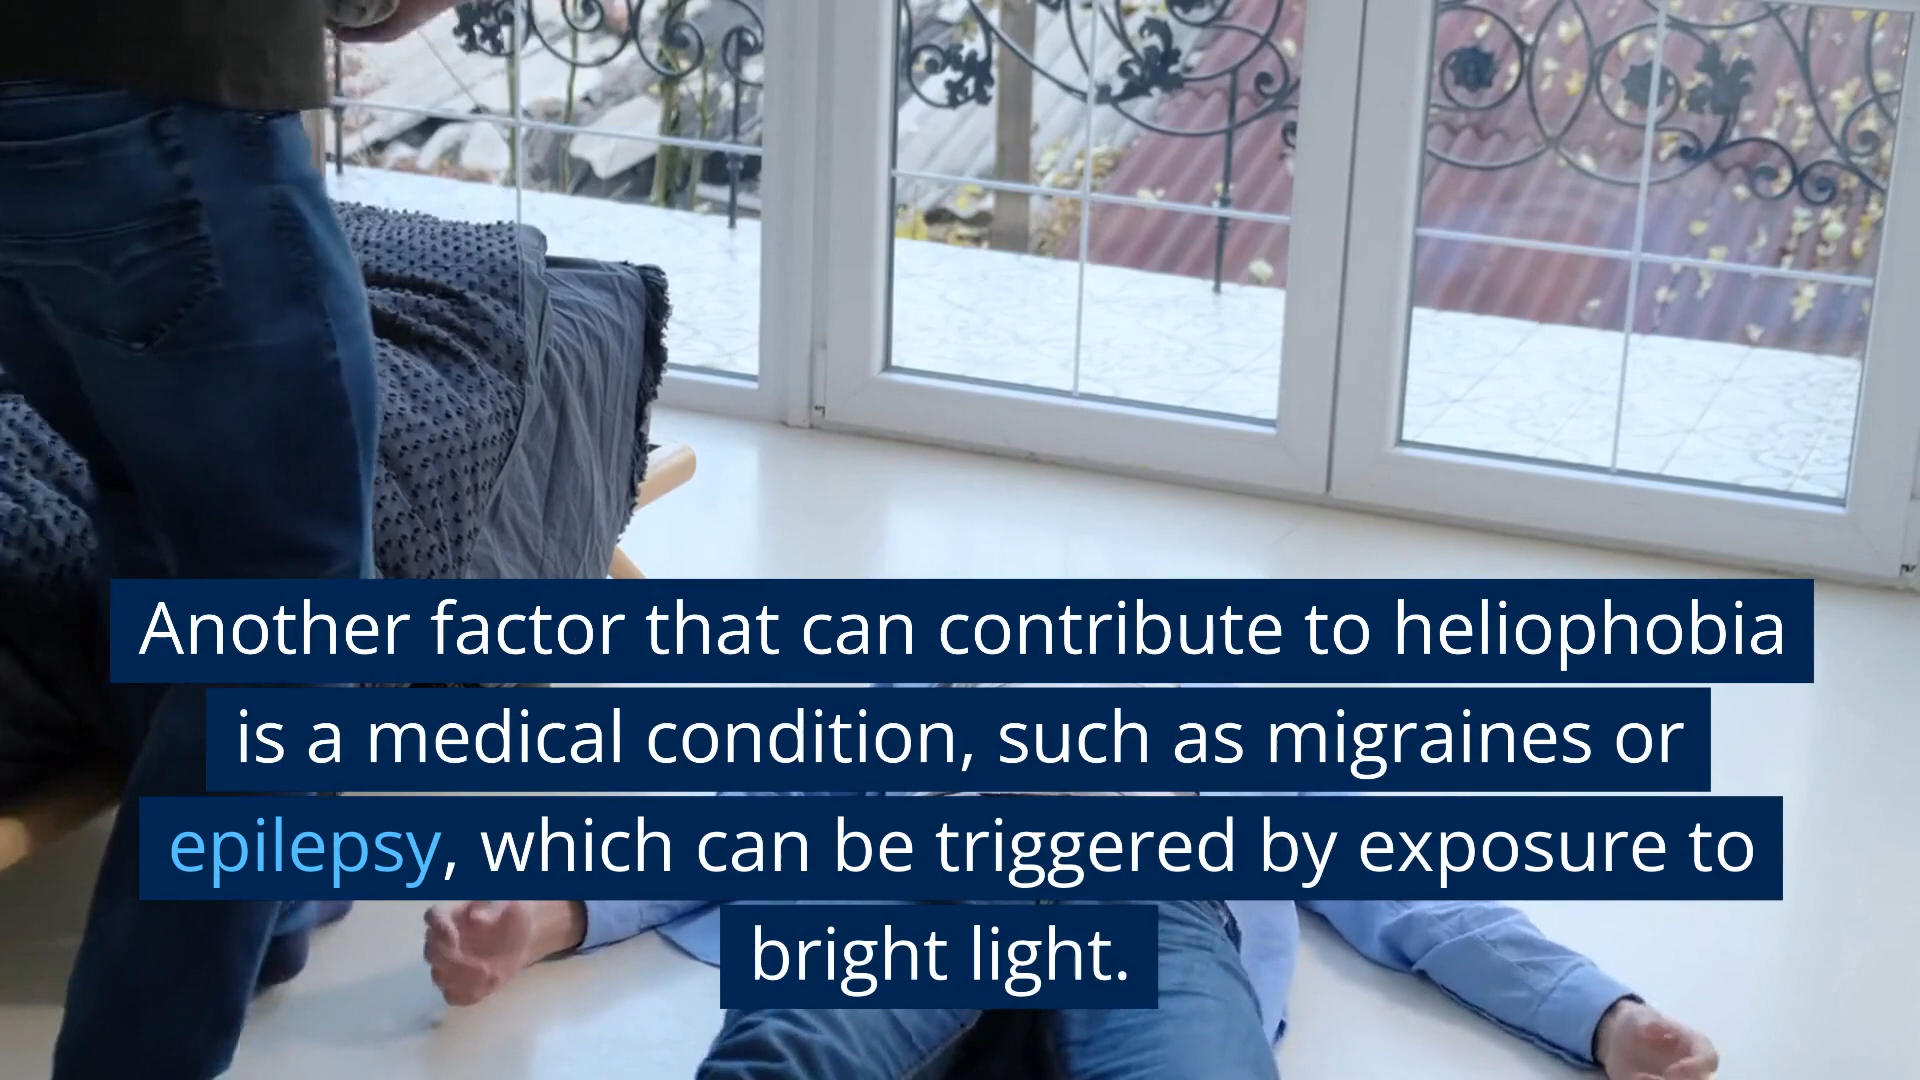 Another factor that can contribute to heliophobia
is a medical condition, such as migraines or
epilepsy, which can be triggered by exposure to
bright light.